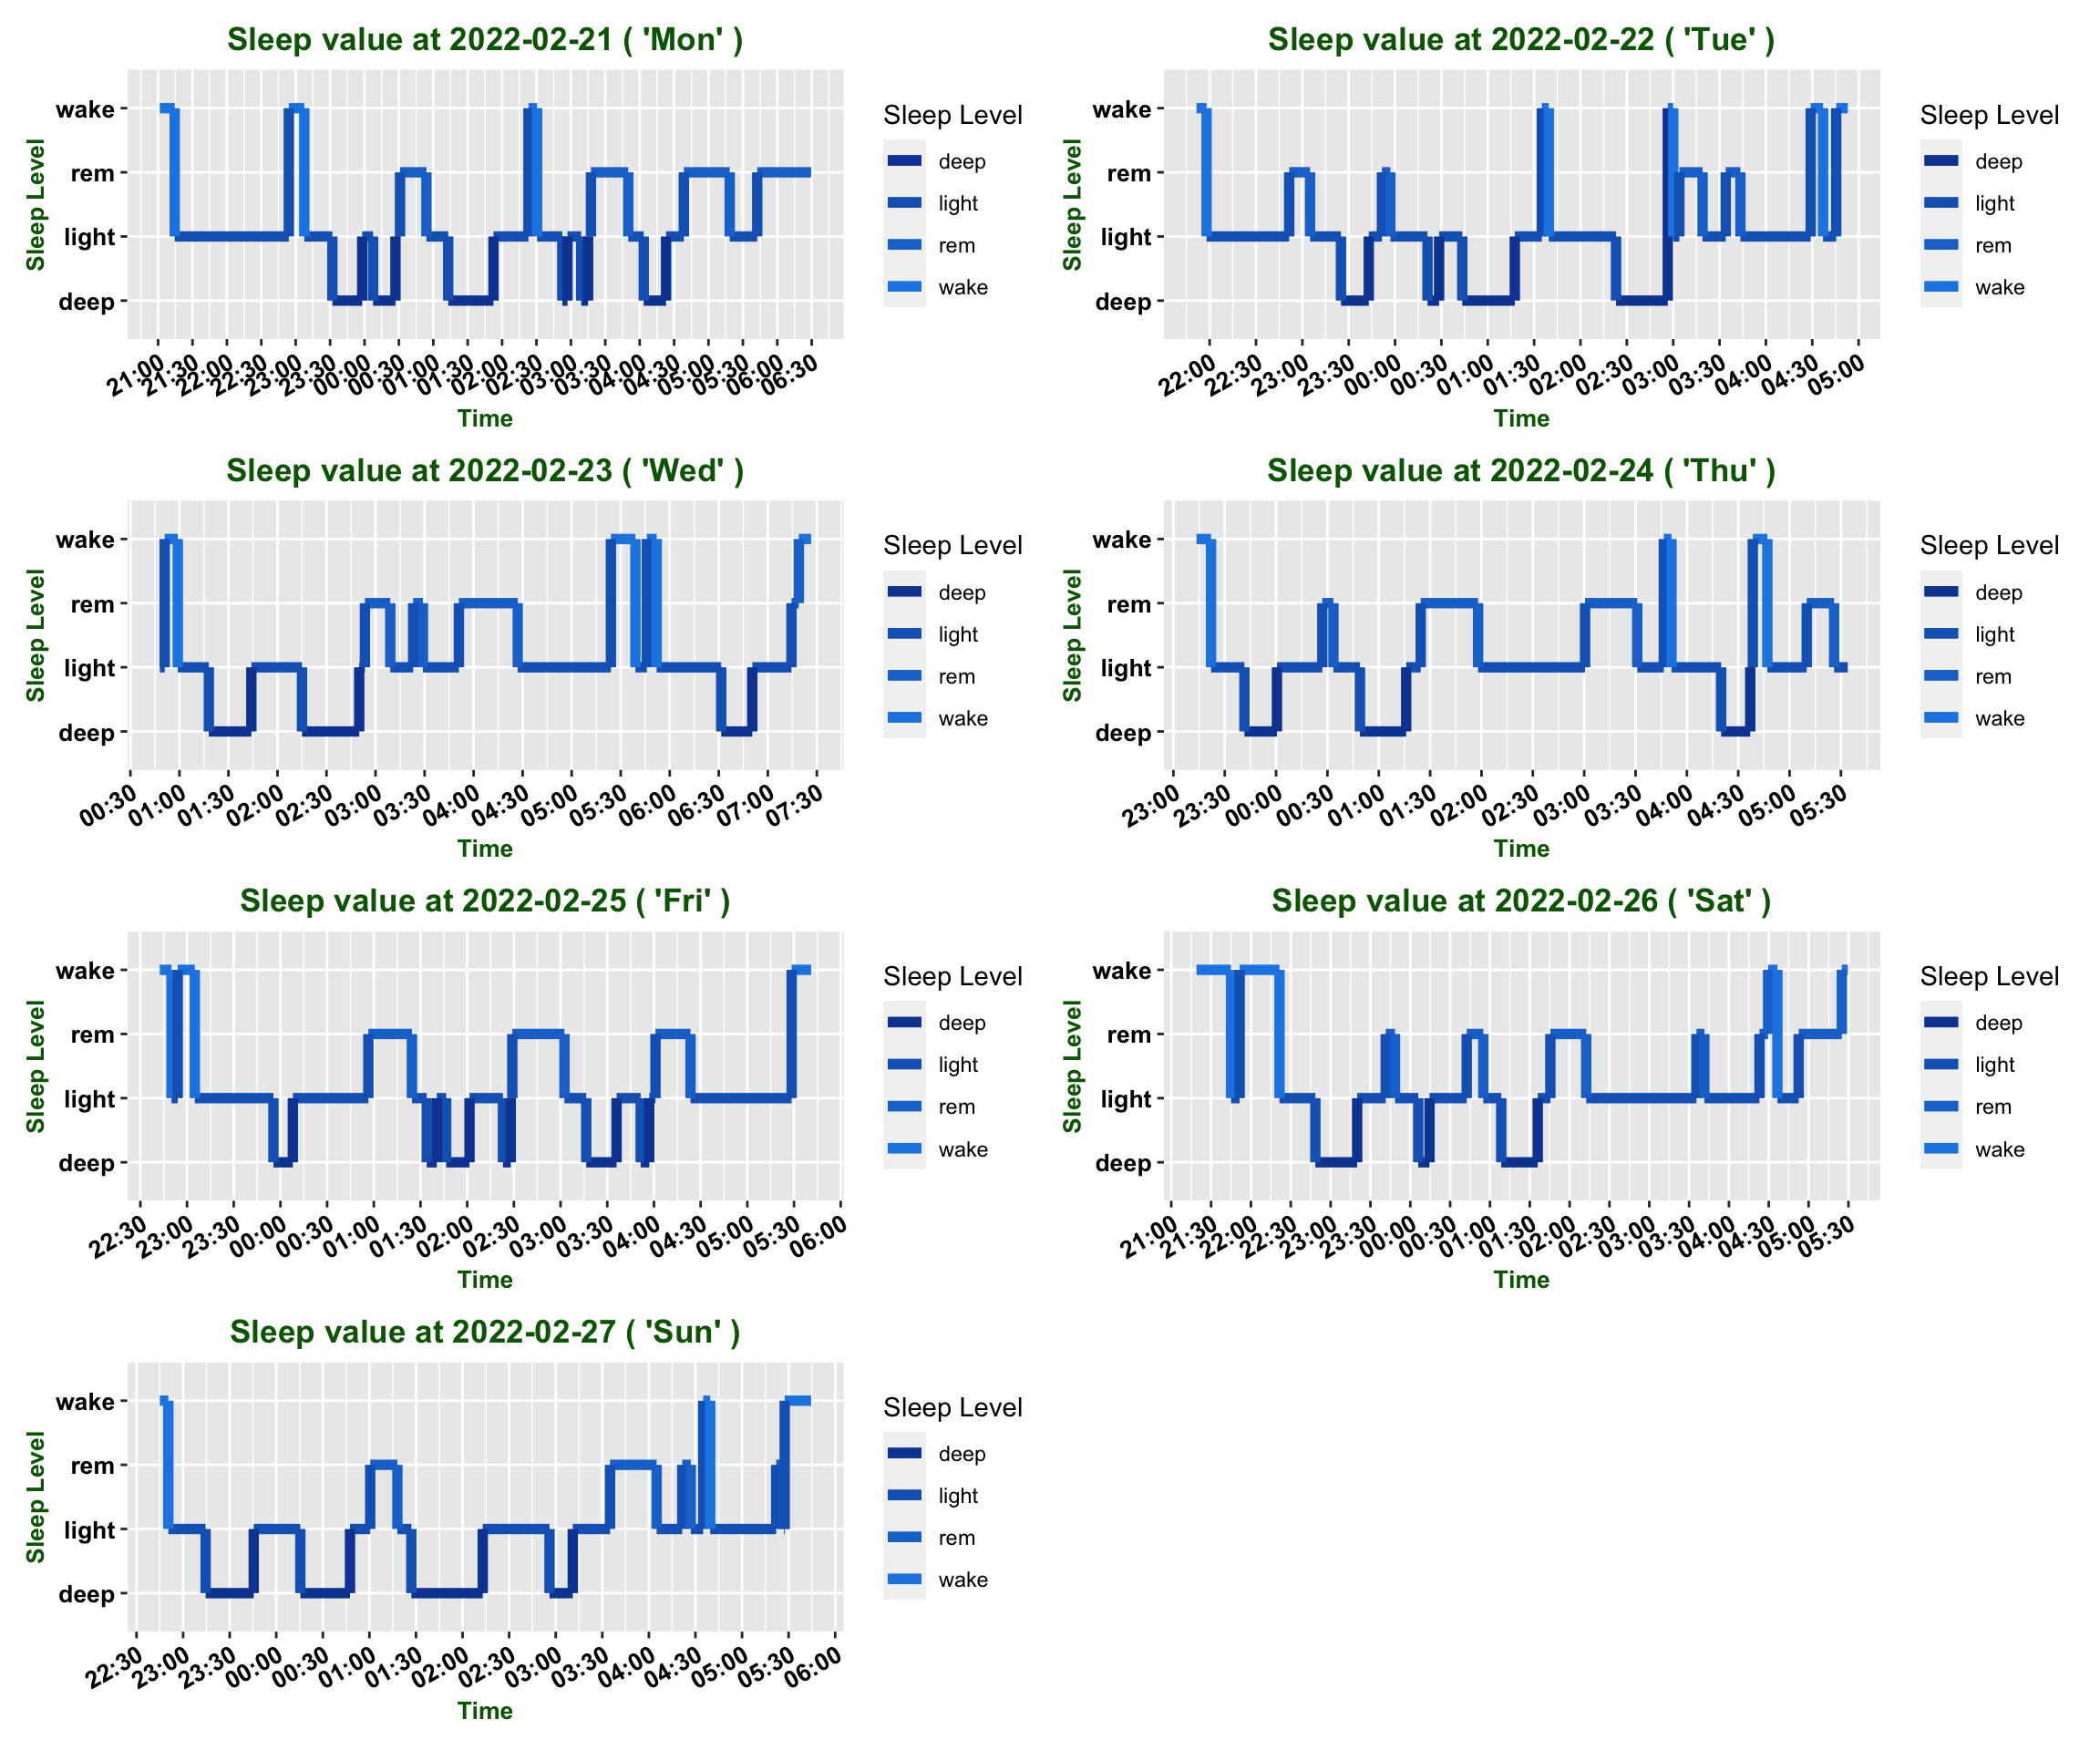 Sleep value at 2022-02-21 ( 'Mon' )
Sleep Level
wake
rem
light
deep
21:00 21:30 22:00 22:30 23:00 23:30 00:00 00:30 01:00 01:30 02:00 02:30 03:00 03:30 04:00 04:30 05:00 05:30 06:00 06:30
Time
Sleep Level
deep
light
rem
wake
Sleep value at 2022-02-22 ( 'Tue' )
Sleep Level
wake
rem
light
deep
22:00 22:30 23:00 23:30 00:00 00:30 01:00 01:30 02:00 02:30 03:00 03:30 04:00 04:30 05:00
Time
Sleep Level
deep
light
rem
wake
Sleep value at 2022-02-23 ( 'Wed' )
Sleep Level
wake
rem
light
deep
00:30 01:00 01:30 02:00 02:30 03:00 03:30 04:00 04:30 05:00 05:30 06:00 06:30 07:00 07:30
Time
Sleep Level
deep
light
rem
wake
Sleep value at 2022-02-24 ( 'Thu' )
Sleep Level
wake
rem
light
deep
23:00 23:30 00:00 00:30 01:00 01:30 02:00 02:30 03:00 03:30 04:00 04:30 05:00 05:30
Time
Sleep Level
deep
light
rem
wake
Sleep value at 2022-02-25 ( 'Fri' )
Sleep Level
wake
rem
light
deep
22:30 23:00 23:30 00:00 00:30 01:00 01:30 02:00 02:30 03:00 03:30 04:00 04:30 05:00 05:30 06:00
Time
Sleep Level
deep
light
rem
wake
Sleep value at 2022-02-26 ( 'Sat' )
Sleep Level
wake
rem
light
deep
21:00 21:30 22:00 22:30 23:00 23:30 00:00 00:30 01:00 01:30 02:00 02:30 03:00 03:30 04:00 04:30 05:00 05:30
Time
Sleep Level
deep
light
rem
wake
Sleep value at 2022-02-27 ( 'Sun' )
Sleep Level
wake
rem
light
deep
22:30 23:00 23:30 00:00 00:30 01:00 01:30 02:00 02:30 03:00 03:30 04:00 04:30 05:00 05:30 06:00
Time
Sleep Level
deep
light
rem
wake